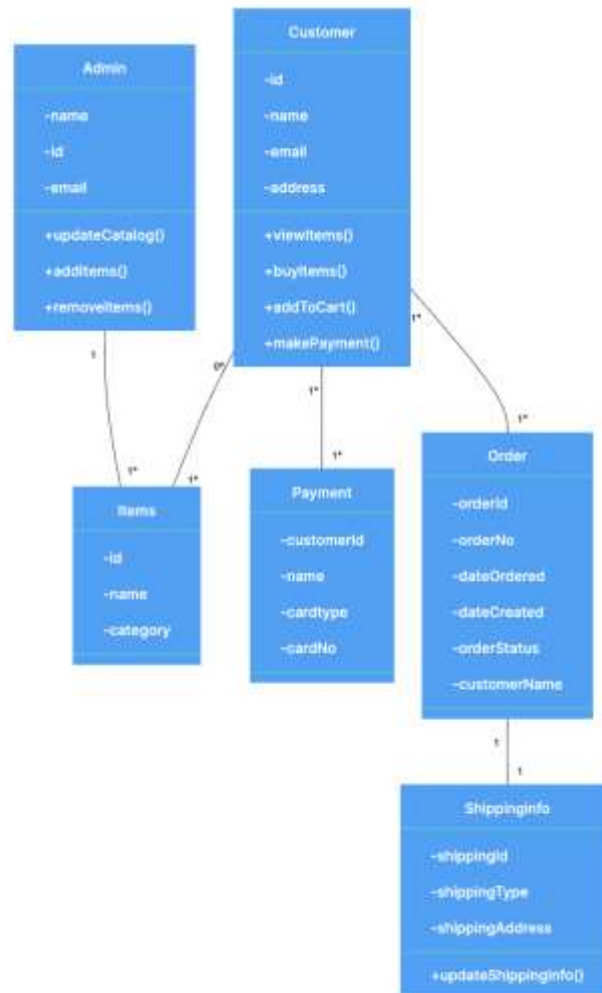 Customer
-id
-name
-email
-address
+viewItems()
+buyItems()
+addToCart()
+makePayment()
Admin
-name
-id
-email
+updateCatalog()
+addItems()
+removeItems()
1
0*
1*
1*
1*
1*
1*
1*
Items
-id
-name
-category
Payment
-customerId
-name
-cardtype
-cardNo
Order
-orderId
-orderNo
-dateOrdered
-dateCreated
-orderStatus
-customerName
1
1
ShippingInfo
-shippingId
-shippingType
-shippingAddress
+updateShippingInfo()